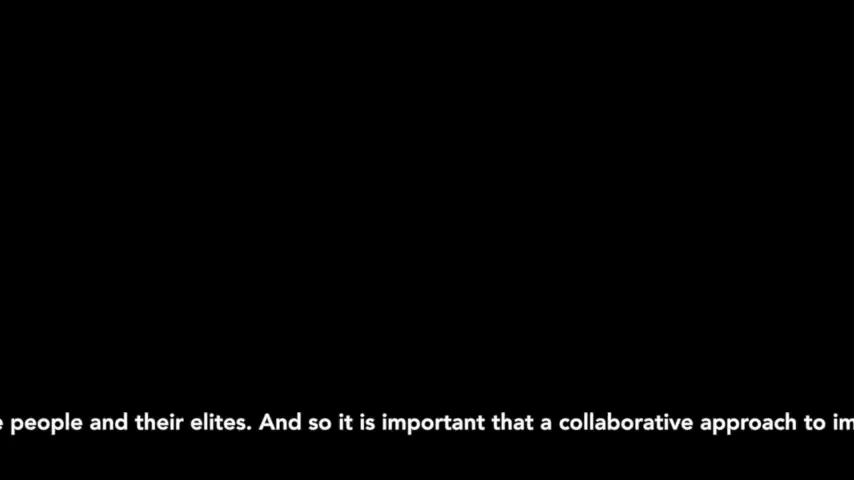 people and their elites. And so it is important that a collaborative approach to